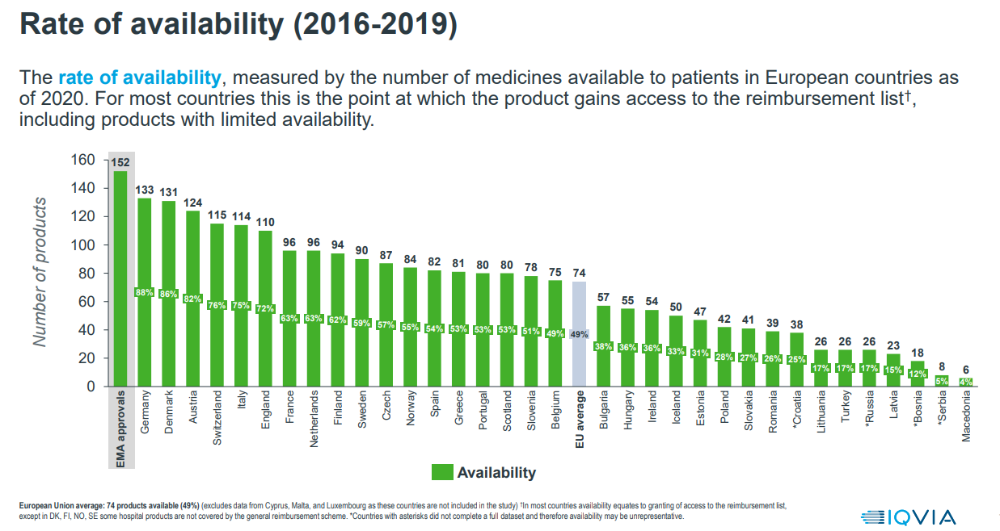 Rate of availability (2016-2019)
The rate of availability, measured by the number of medicines available to patients in European countries as
of 2020. For most countries this is the point at which the product gains access to the reimbursement list†,
including products with limited availability.
Number of products
160
140
120
100
80
60
40
20
0
152 133 131 124 115 114 110 96 96 94 90 87 84 82 81 80 80 78 75 74 57 55 54 50 47 42 41 39 38 26 26 26 23 18 8 6
88% 86% 82% 76% 75% 72% 63% 63% 62% 59% 57% 55% 54% 53% 53% 53% 51% 49% 49% 38% 36% 36% 33% 31% 28% 27% 26% 25% 17% 17% 17% 15% 12% 5% 4%
EMA approvals
Germany
Denmark
Austria
Switzerland
Italy
England
France
Netherlands
Finland
Sweden
Czech
Norway
Spain
Greece
Portugal
Scotland
Slovenia
Belgium
EU average
Bulgaria
Hungary
Ireland
Iceland
Estonia
Poland
Slovakia
Romania
*Croatia
Lithuania
Turkey
*Russia
Latvia
*Bosnia
*Serbia
Macedonia
Availability
European Union average: 74 products available (49%) (excludes data from Cyprus, Malta, and Luxembourg as these countries are not included in the study) †In most countries availability equates to granting of access to the reimbursement list,
except in DK, FI, NO, SE some hospital products are not covered by the general reimbursement scheme. *Countries with asterisks did not complete a full dataset and therefore availability may be unrepresentative.
IQVIA